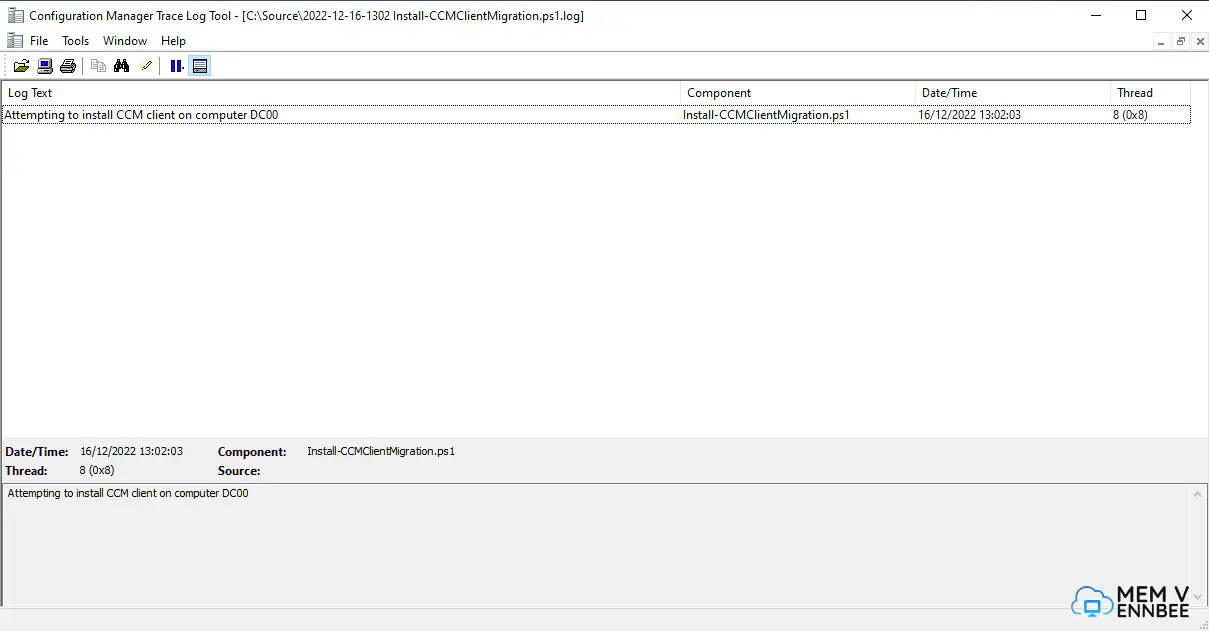 Configuration Manager Trace Log Tool - [C:\Source\2022-12-16-1302 Install-CCMClientMigration.ps1.log]
File Tools Window Help
Log Text Component Date/Time Thread
Attempting to install CCM client on computer DC00 Install-CCMClientMigration.ps1 16/12/2022 13:02:03 8 (0x8)
Date/Time: 16/12/2022 13:02:03 Component: Install-CCMClientMigration.ps1
Thread: 8 (0x8) Source:
Attempting to install CCM client on computer DC00
MEM V
ENNBEE